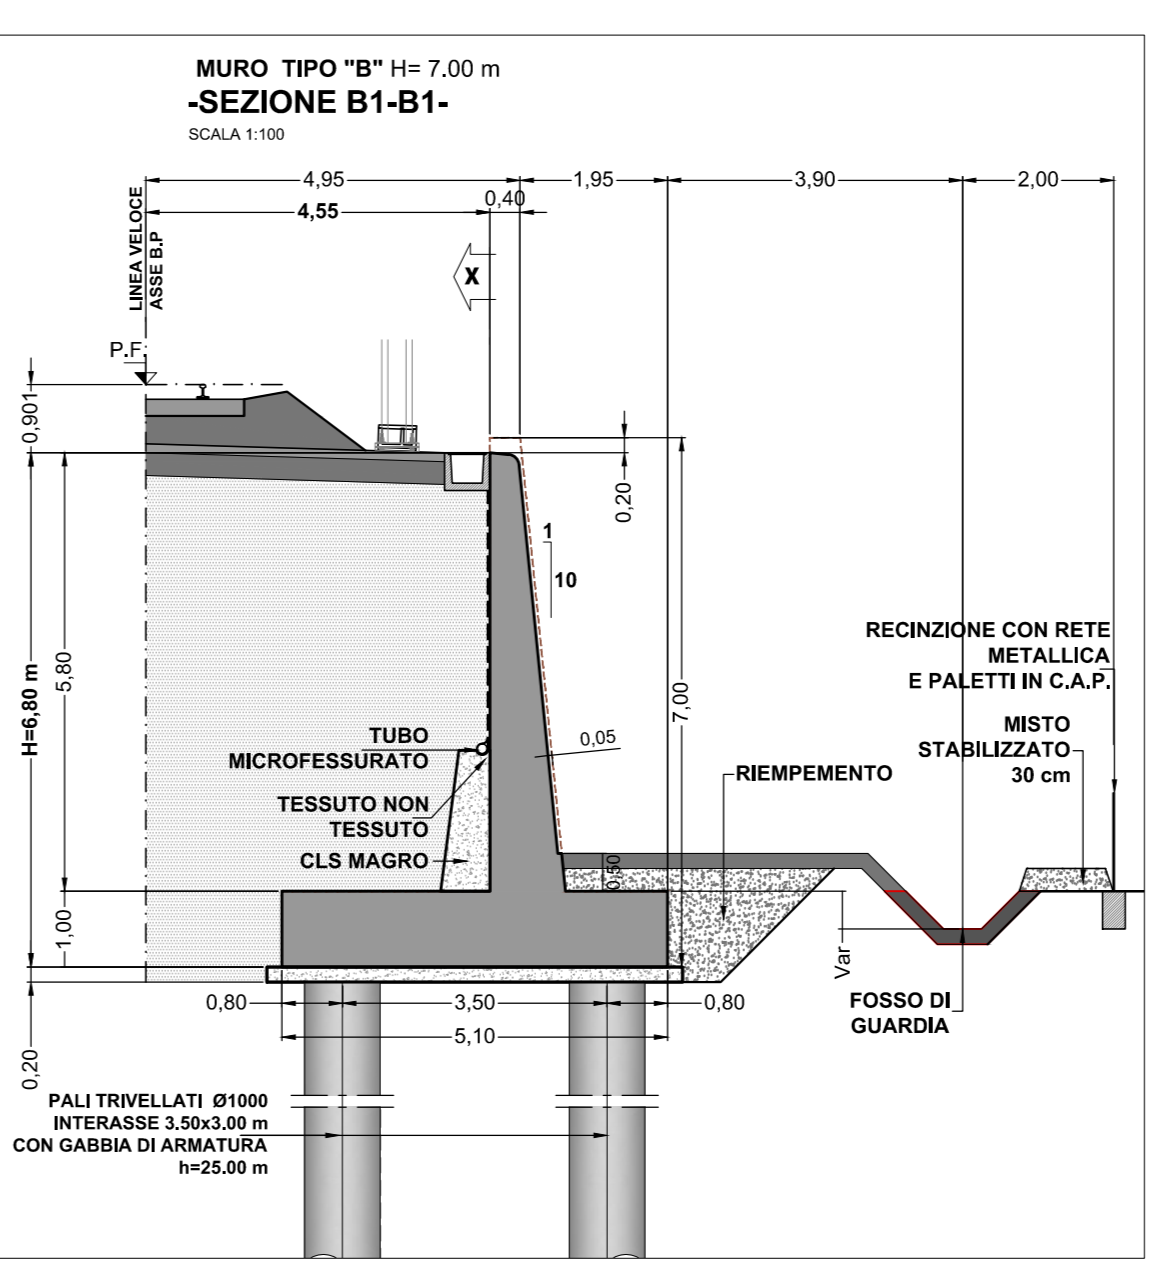 MURO TIPO "B" H= 7.00 m
-SEZIONE B1-B1-
SCALA 1:100
4,95
1,95
3,90
2,00
4,55
0,40
LINEA VELOCE
ASSE B.P
X
P.F.
0,901
0,20
1
10
H=6,80 m
5,80
7,00
RECINZIONE CON RETE
METALLICA
E PALETTI IN C.A.P.
MISTO
STABILIZZATO
30 cm
TUBO
MICROFESSURATO
0,05
RIEMPEMENTO
TESSUTO NON
TESSUTO
CLS MAGRO
0,50
1,00
Var
0,80
3,50
0,80
FOSSO DI
GUARDIA
5,10
0,20
PALI TRIVELLATI Ø1000
INTERASSE 3.50x3.00 m
CON GABBIA DI ARMATURA
h=25.00 m